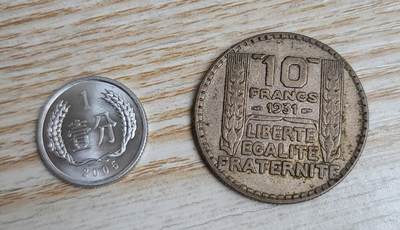 1
壹分
2006
10
FRANCS
1931
LIBERTE
EGALITE
FRATERNITE